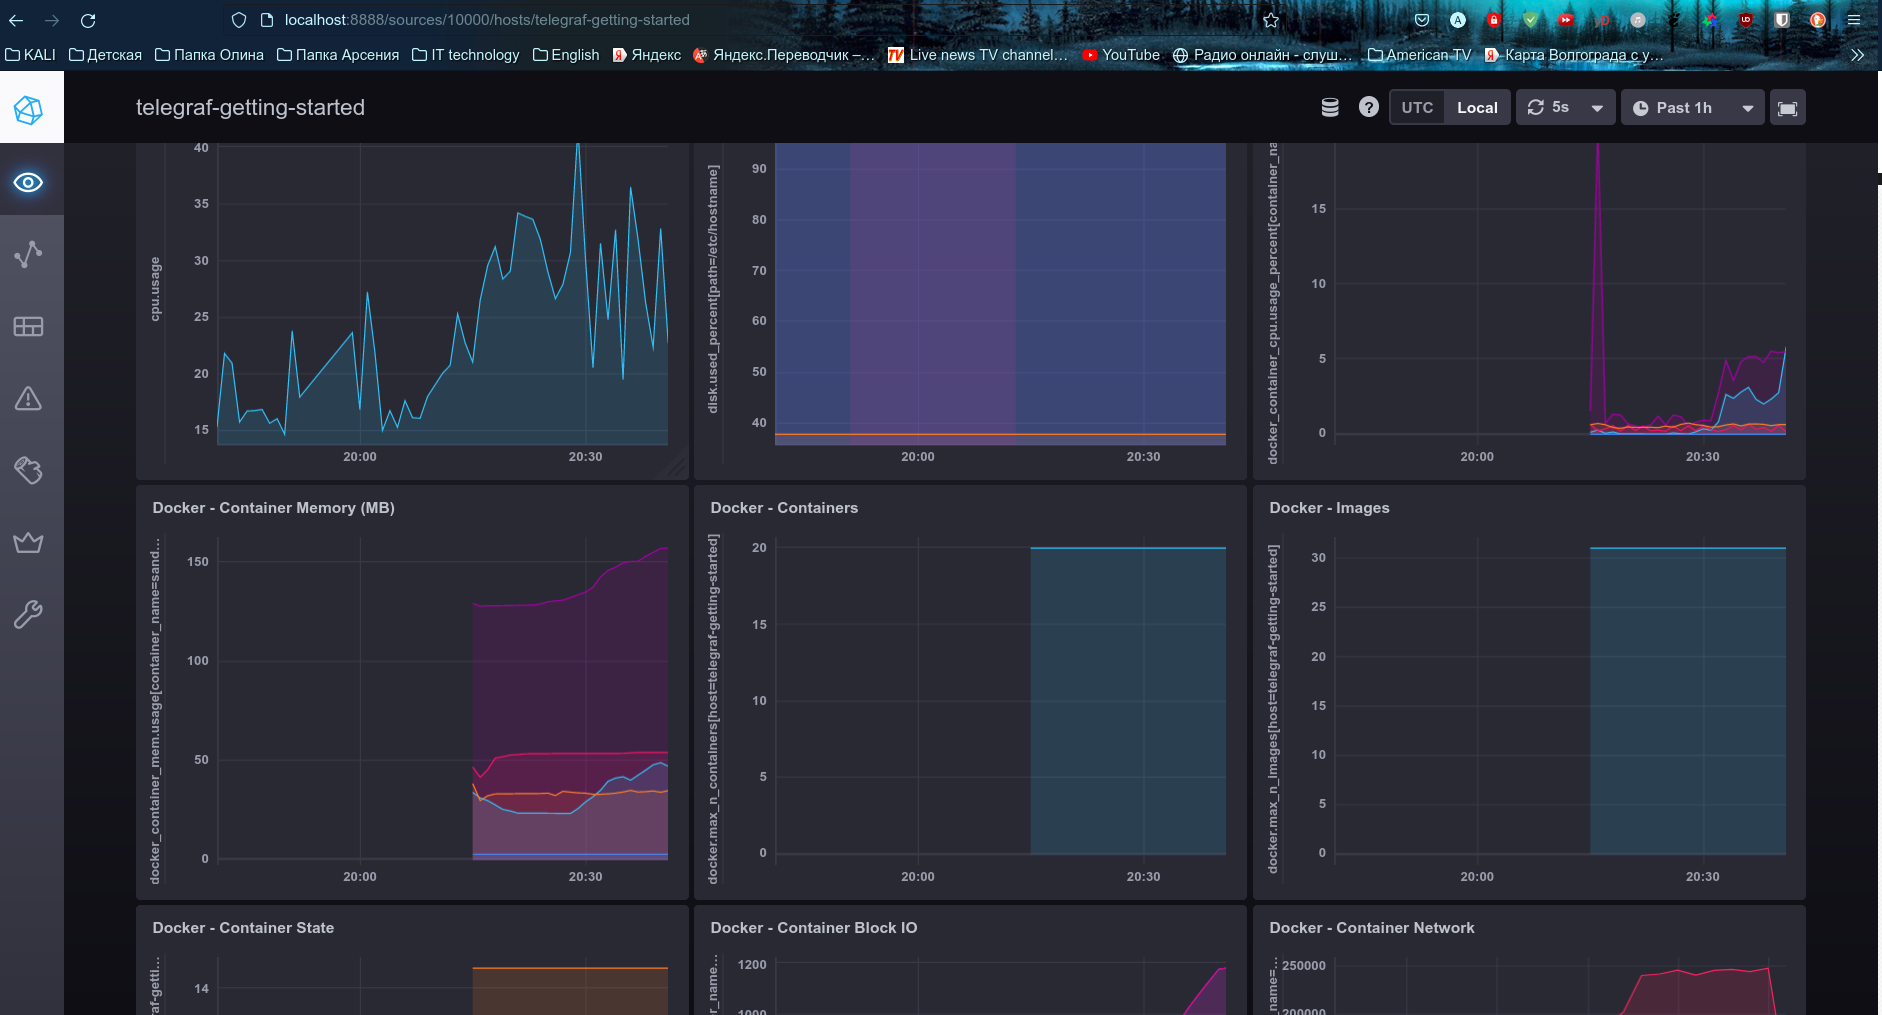 localhost:8888/sources/10000/hosts/telegraf-getting-started
KALI Детская Папка Олина Папка Арсения IT technology English Яндекс Яндекс.Переводчик –… Live news TV channel… YouTube Радио онлайн - слуш… American TV Карта Волгограда с у…
telegraf-getting-started
UTC Local 5s Past 1h
cpu.usage
40
35
30
25
20
15
20:00 20:30
disk.used_percent[path=/etc/hostname]
90
80
70
60
50
40
20:00 20:30
docker_container_cpu.usage_percent[container_na
15
10
5
0
20:00 20:30
Docker - Container Memory (MB)
docker_container_mem.usage[container_name=sand…
150
100
50
0
20:00 20:30
Docker - Containers
docker.max_n_containers[host=telegraf-getting-started]
20
15
10
5
0
20:00 20:30
Docker - Images
docker.max_n_images[host=telegraf-getting-started]
30
25
20
15
10
5
0
20:00 20:30
Docker - Container State
raf-getti…
14
Docker - Container Block IO
r_name…
1200
1000
Docker - Container Network
_name=…
250000
200000